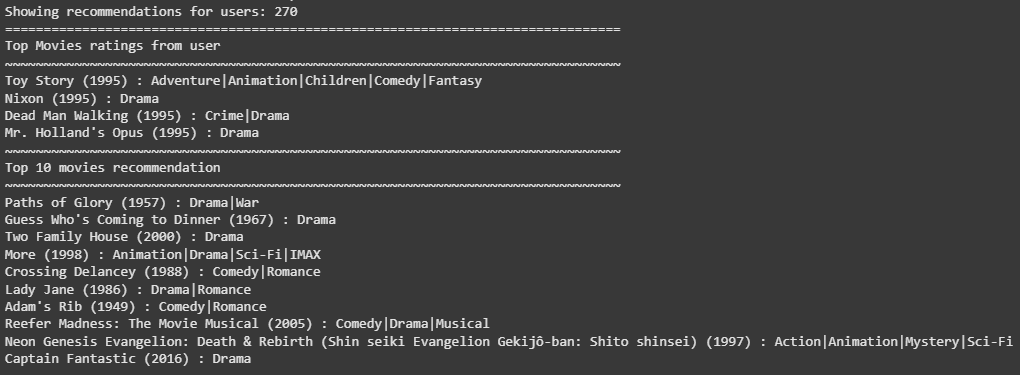 Showing recommendations for users: 270
================================================================================
Top Movies ratings from user
~~~~~~~~~~~~~~~~~~~~~~~~~~~~~~~~~~~~~~~~~~~~~~~~~~~~~~~~~~~~~~~~~~~~~~~~~~~~~~~~
Toy Story (1995) : Adventure|Animation|Children|Comedy|Fantasy
Nixon (1995) : Drama
Dead Man Walking (1995) : Crime|Drama
Mr. Holland's Opus (1995) : Drama
~~~~~~~~~~~~~~~~~~~~~~~~~~~~~~~~~~~~~~~~~~~~~~~~~~~~~~~~~~~~~~~~~~~~~~~~~~~~~~~~
Top 10 movies recommendation
~~~~~~~~~~~~~~~~~~~~~~~~~~~~~~~~~~~~~~~~~~~~~~~~~~~~~~~~~~~~~~~~~~~~~~~~~~~~~~~~
Paths of Glory (1957) : Drama|War
Guess Who's Coming to Dinner (1967) : Drama
Two Family House (2000) : Drama
More (1998) : Animation|Drama|Sci-Fi|IMAX
Crossing Delancey (1988) : Comedy|Romance
Lady Jane (1986) : Drama|Romance
Adam's Rib (1949) : Comedy|Romance
Reefer Madness: The Movie Musical (2005) : Comedy|Drama|Musical
Neon Genesis Evangelion: Death & Rebirth (Shin seiki Evangelion Gekijô-ban: Shito shinsei) (1997) : Action|Animation|Mystery|Sci-Fi
Captain Fantastic (2016) : Drama